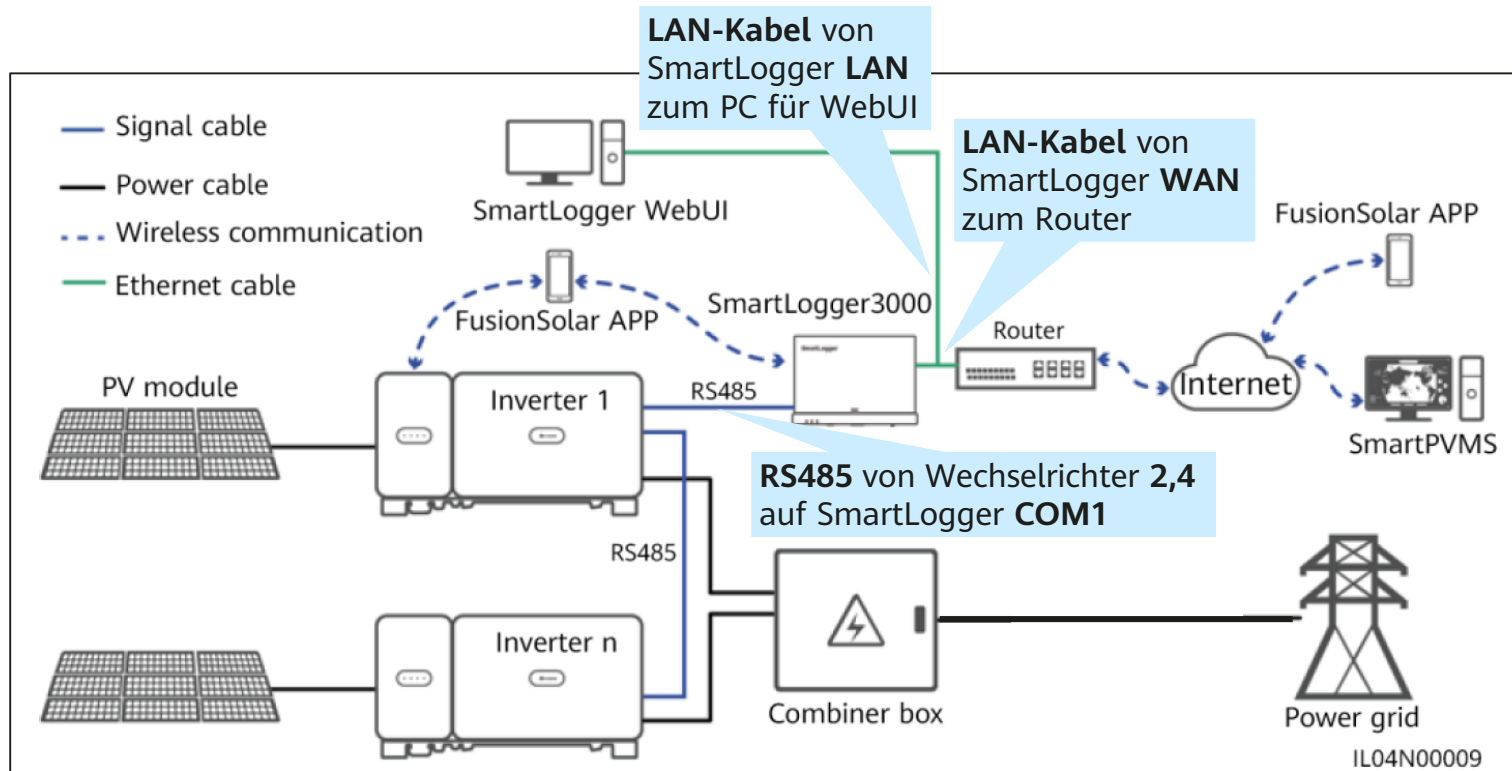 LAN-Kabel von
SmartLogger LAN
zum PC für WebUI
Signal cable
Power cable
Wireless communication
Ethernet cable
SmartLogger WebUI
LAN-Kabel von
SmartLogger WAN
zum Router
FusionSolar APP
FusionSolar APP
SmartLogger3000
SmartLogger
Router
Internet
SmartPVMS
PV module
Inverter 1
RS485
RS485 von Wechselrichter 2,4
auf SmartLogger COM1
RS485
Inverter n
Combiner box
Power grid
IL04N00009